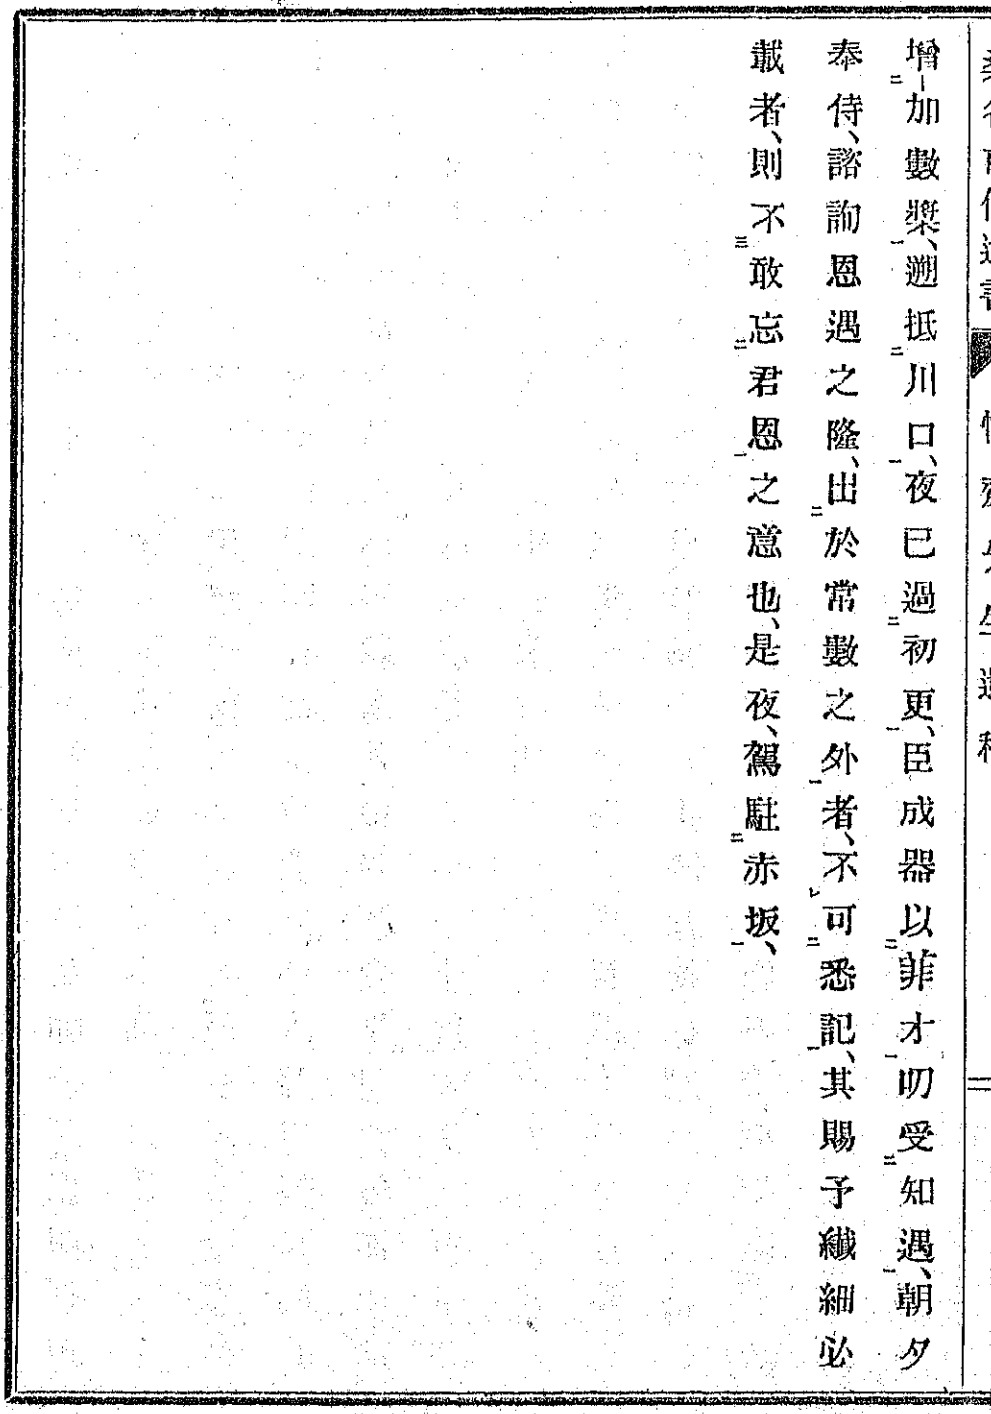 増加數槳、遡抵川口、夜已過初更、臣成器以菲才叨受知遇、朝夕
奉侍、諮詢恩遇之隆、出於常數之外者、不可悉記、其賜予纎細必
載者、則不敢忘君恩之意也、是夜、駕駐赤坂、